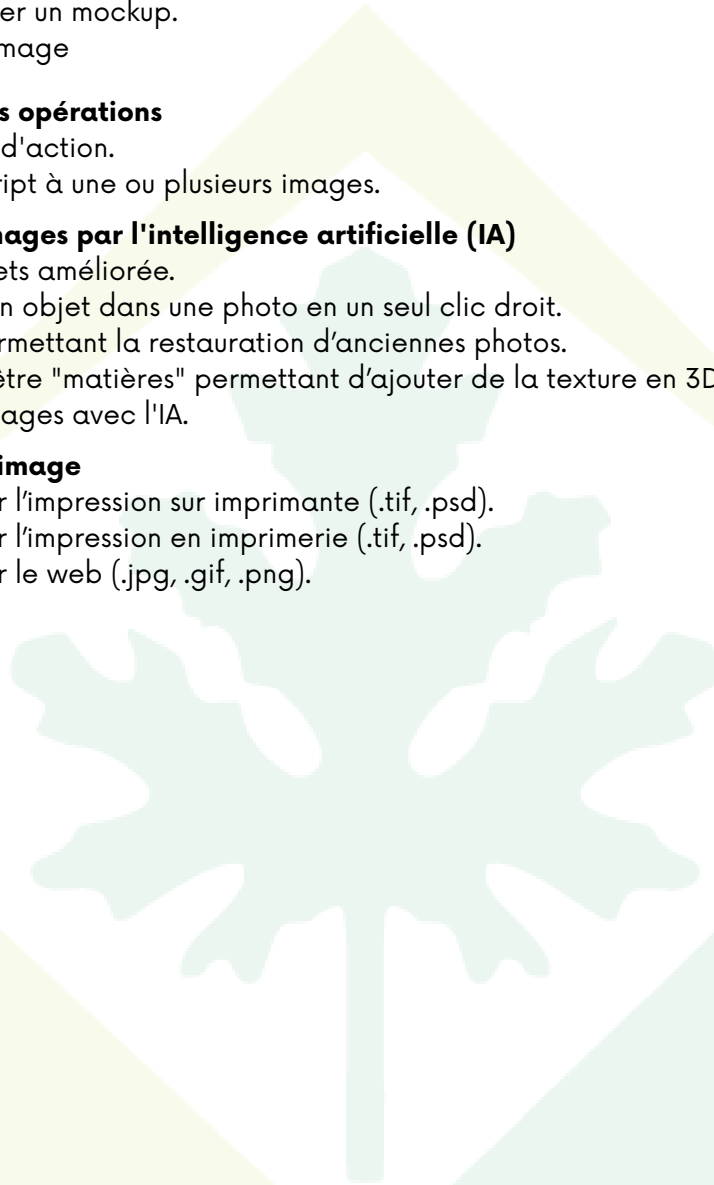 er un mockup.
mage
s opérations
d'action.
ript à une ou plusieurs images.
nages par l'intelligence artificielle (IA)
ets améliorée.
n objet dans une photo en un seul clic droit.
rmettant la restauration d’anciennes photos.
être "matières" permettant d’ajouter de la texture en 3D
ages avec l'IA.
image
r l’impression sur imprimante (.tif, .psd).
r l’impression en imprimerie (.tif, .psd).
r le web (.jpg, .gif, .png).